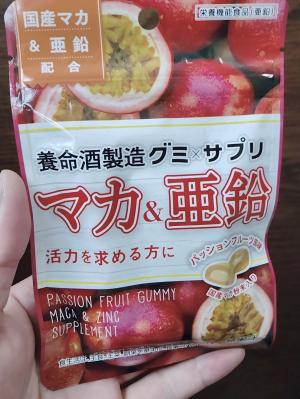 国産マカ
&亜鉛
配合
栄養機能食品(亜鉛)
養命酒製造グミ×サプリ
マカ&亜鉛
活力を求める方に
パッションフルーツ風味
PASSION FRUIT GUMMY
MACA & ZINC
SUPPLEMENT